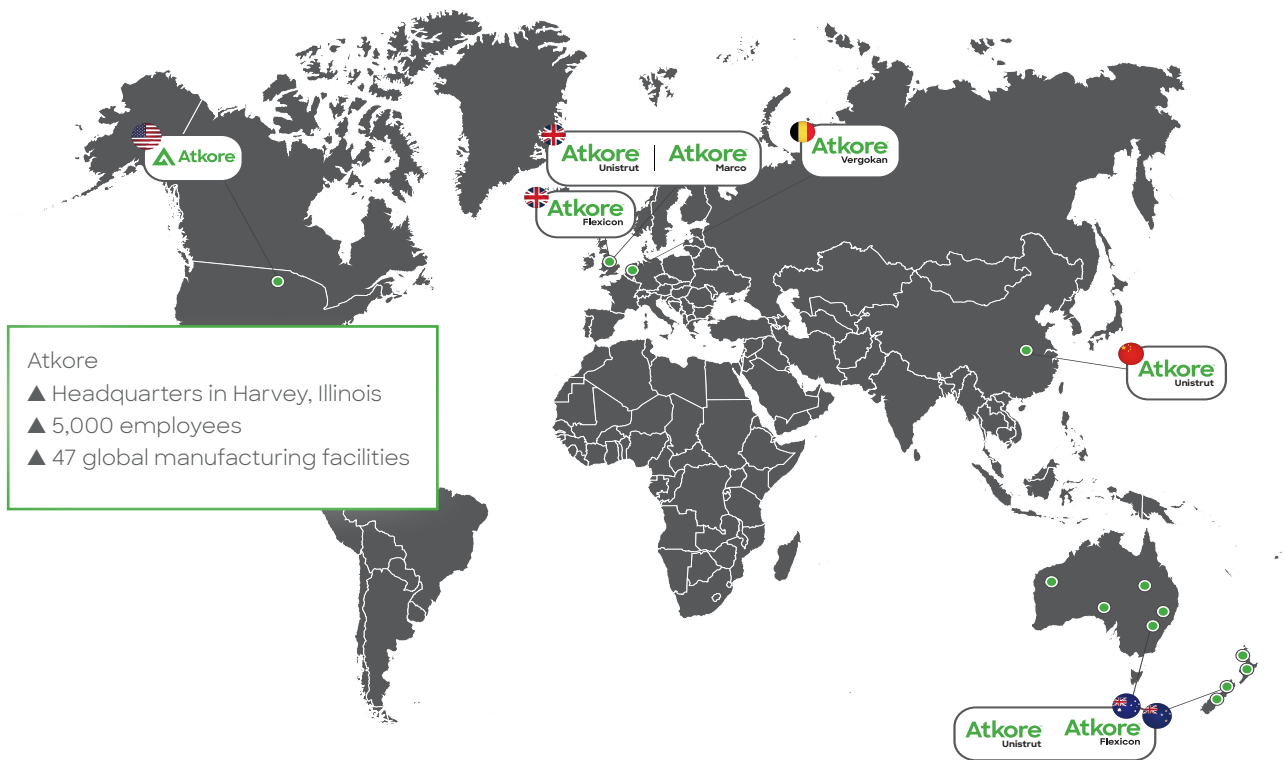 Atkore
Atkore
Unistrut
Atkore
Marco
Atkore
Vergokan
Atkore
Flexicon
Atkore
▲ Headquarters in Harvey, Illinois
▲ 5,000 employees
▲ 47 global manufacturing facilities
Atkore
Unistrut
Atkore
Unistrut
Atkore
Flexicon